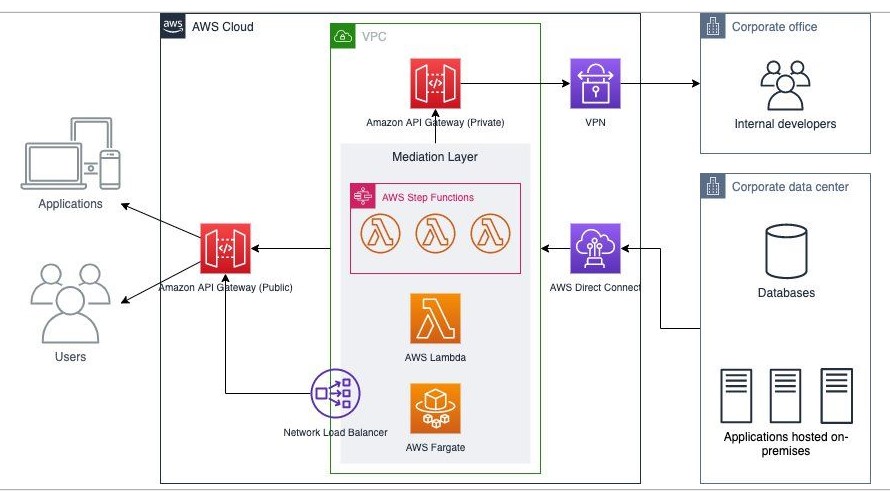 aws
AWS Cloud
VPC
Corporate office
Amazon API Gateway (Private)
VPN
Internal developers
Mediation Layer
AWS Step Functions
Corporate data center
Applications
Amazon API Gateway (Public)
AWS Direct Connect
Databases
Users
AWS Lambda
Network Load Balancer
AWS Fargate
Applications hosted on-
premises